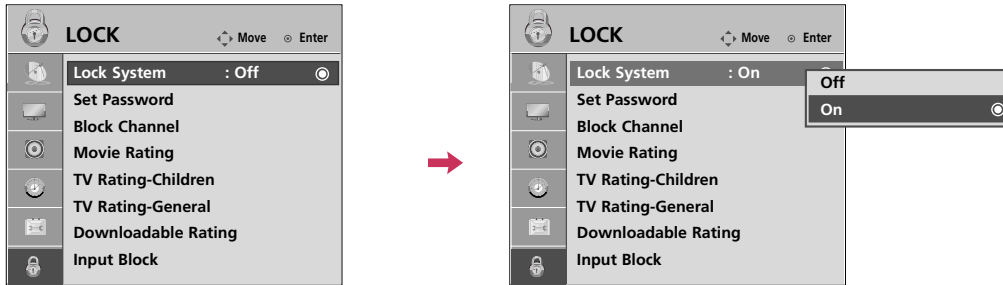 LOCK Move Enter
Lock System : Off
Set Password
Block Channel
Movie Rating
TV Rating-Children
TV Rating-General
Downloadable Rating
Input Block
LOCK Move Enter
Lock System : On
Set Password
Block Channel
Movie Rating
TV Rating-Children
TV Rating-General
Downloadable Rating
Input Block
Off
On